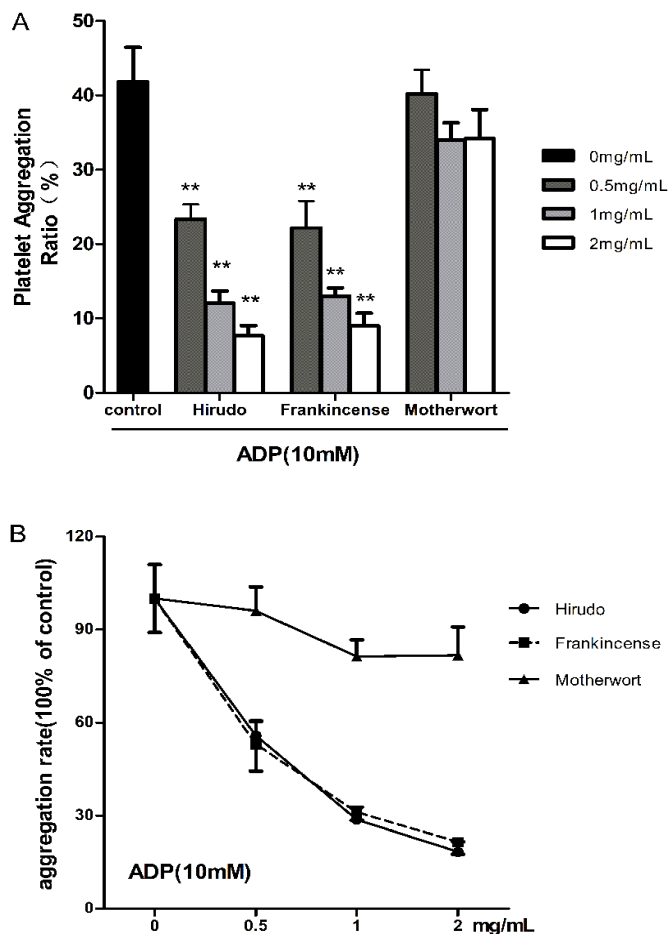 A
Platelet Aggregation
Ratio (%)
50
40
30
20
10
0
**
**
**
**
**
**
0mg/mL
0.5mg/mL
1mg/mL
2mg/mL
control
Hirudo
Frankincense
Motherwort
ADP(10mM)
B
aggregation rate(100% of control)
120
90
60
30
0
Hirudo
Frankincense
Motherwort
ADP(10mM)
0
0.5
1
2
mg/mL